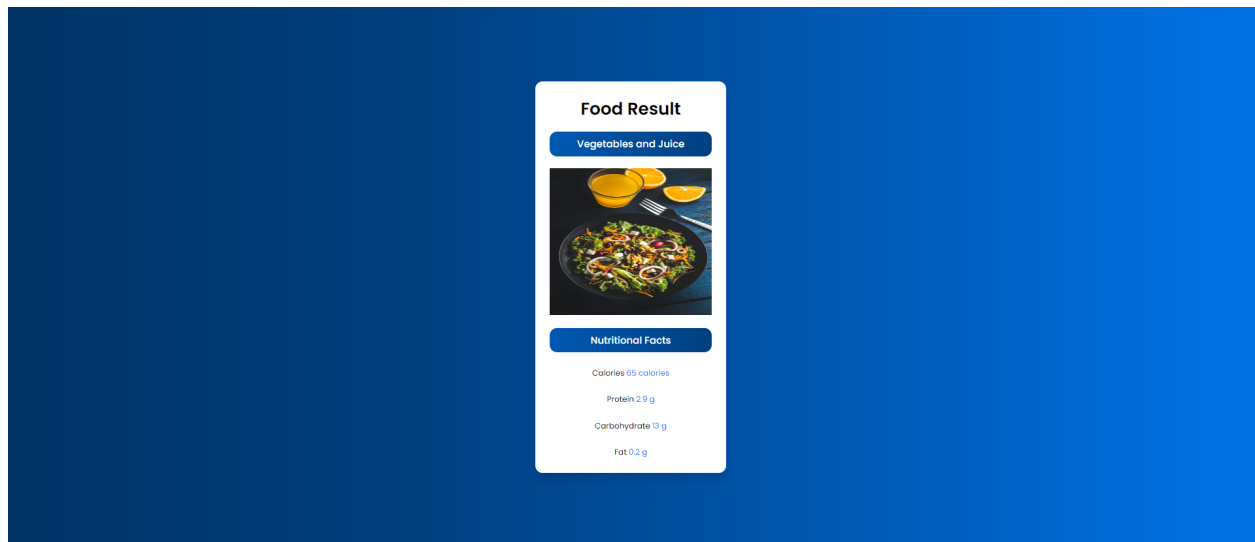 Food Result
Vegetables and Juice
Nutritional Facts
Calories 65 calories
Protein 2.9 g
Carbohydrate 13 g
Fat 0.2 g